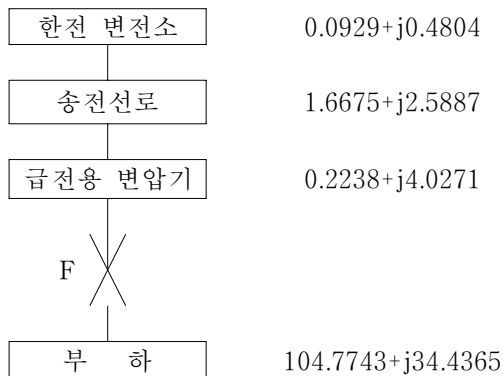 한전 변전소 0.0929+j0.4804
송전선로 1.6675+j2.5887
급전용 변압기 0.2238+j4.0271
F
부 하 104.7743+j34.4365